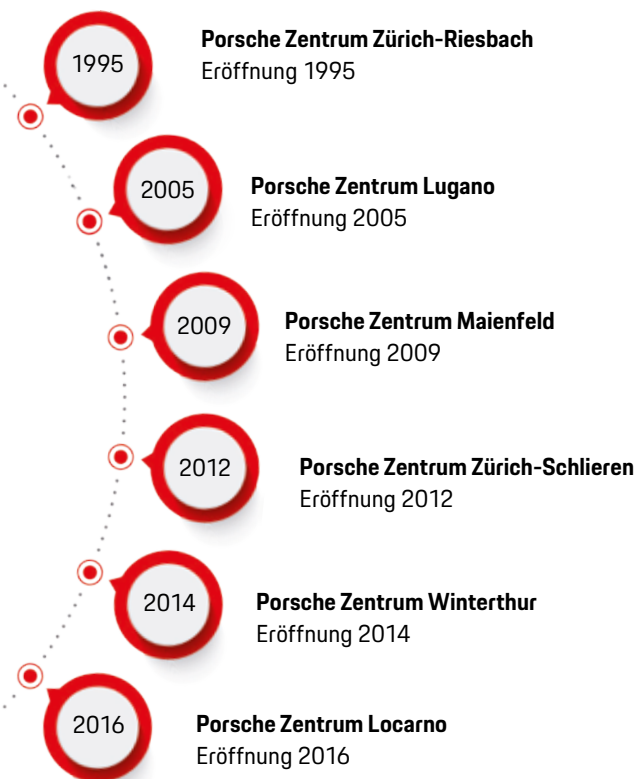 1995
Porsche Zentrum Zürich-Riesbach
Eröffnung 1995
2005
Porsche Zentrum Lugano
Eröffnung 2005
2009
Porsche Zentrum Maienfeld
Eröffnung 2009
2012
Porsche Zentrum Zürich-Schlieren
Eröffnung 2012
2014
Porsche Zentrum Winterthur
Eröffnung 2014
2016
Porsche Zentrum Locarno
Eröffnung 2016